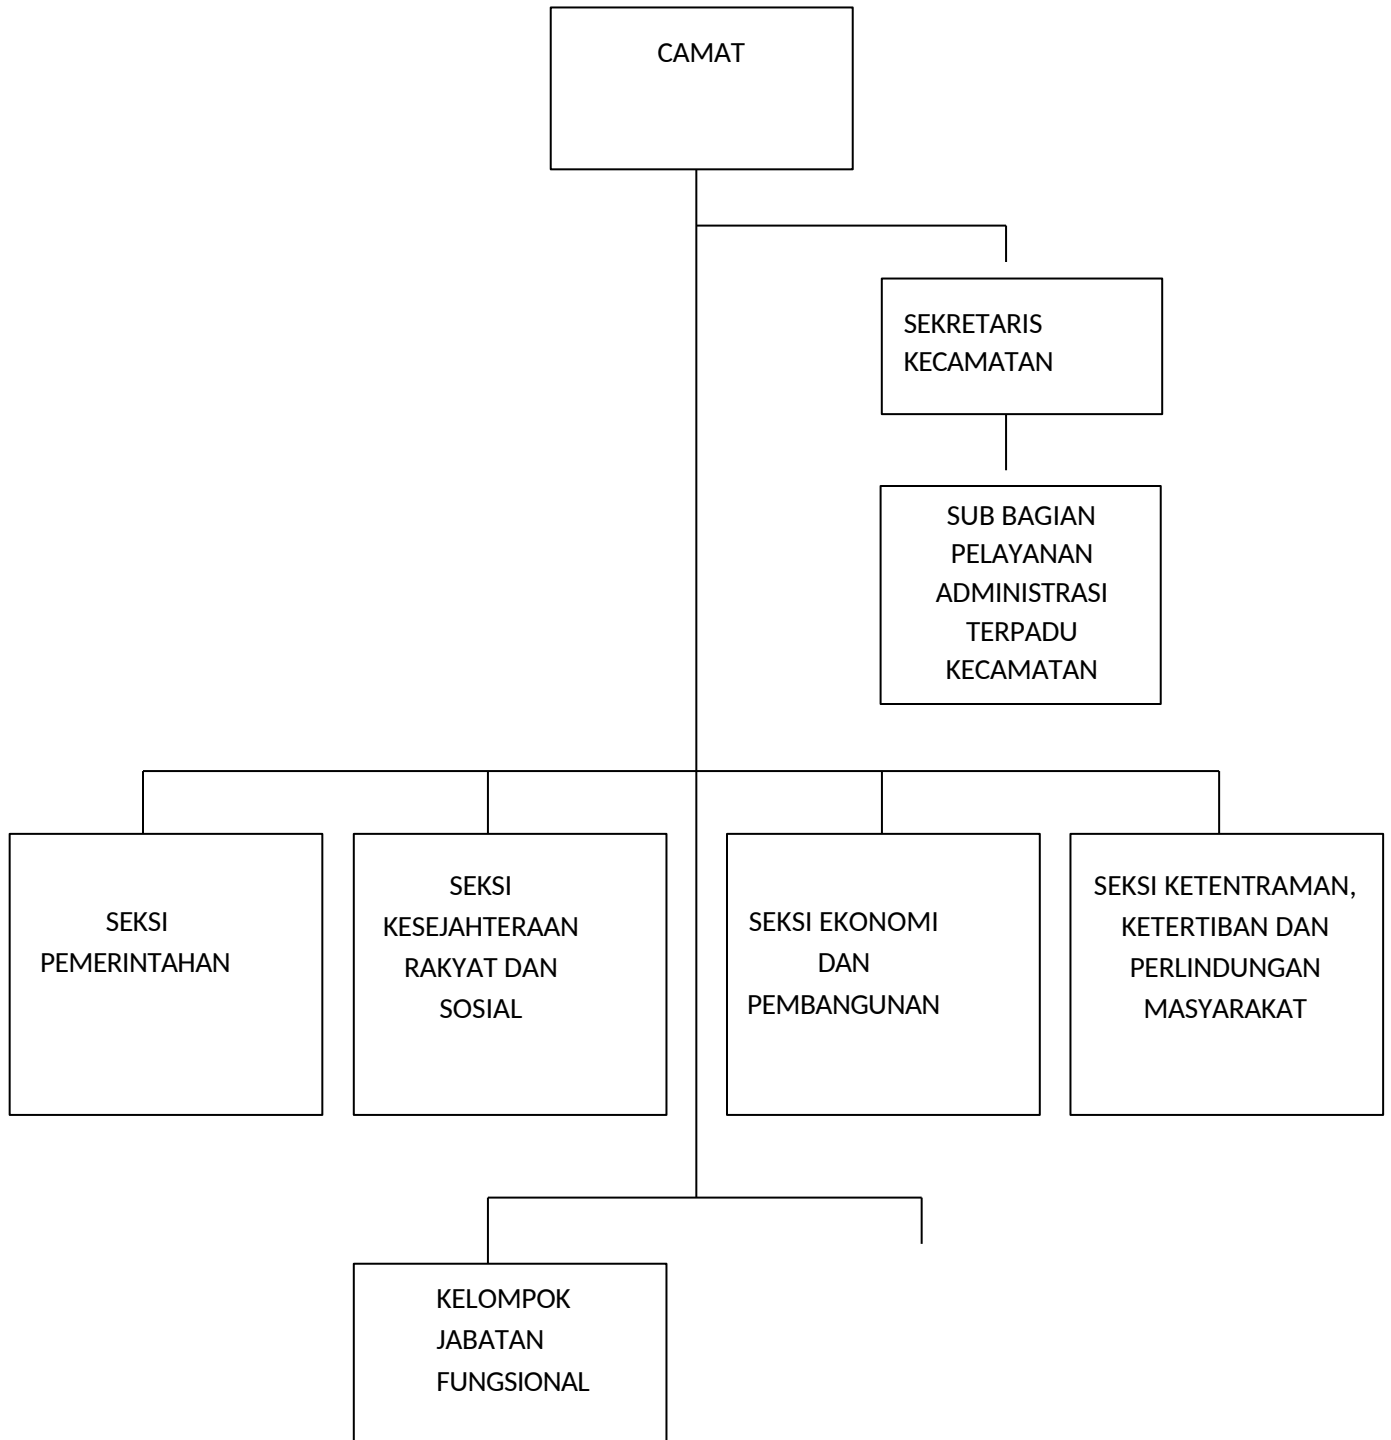 CAMAT
SEKRETARIS
KECAMATAN
SUB BAGIAN
PELAYANAN
ADMINISTRASI
TERPADU
KECAMATAN
SEKSI
PEMERINTAHAN
SEKSI
KESEJAHTERAAN
RAKYAT DAN
SOSIAL
SEKSI EKONOMI
DAN
PEMBANGUNAN
SEKSI KETENTRAMAN,
KETERTIBAN DAN
PERLINDUNGAN
MASYARAKAT
KELOMPOK
JABATAN
FUNGSIONAL